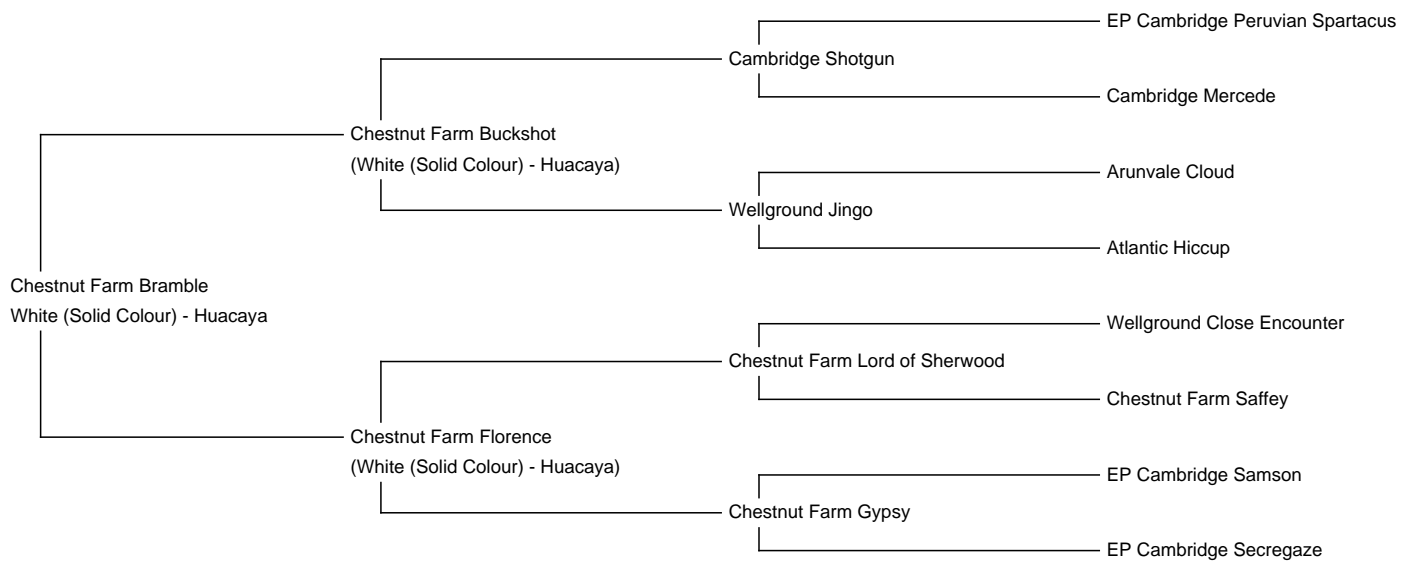 EP Cambridge Peruvian Spartacus
Cambridge Shotgun
Cambridge Mercede
Chestnut Farm Buckshot
(White (Solid Colour) - Huacaya)
Arunvale Cloud
Wellground Jingo
Atlantic Hiccup
Chestnut Farm Bramble
White (Solid Colour) - Huacaya
Wellground Close Encounter
Chestnut Farm Lord of Sherwood
Chestnut Farm Saffey
Chestnut Farm Florence
(White (Solid Colour) - Huacaya)
EP Cambridge Samson
Chestnut Farm Gypsy
EP Cambridge Secregaze